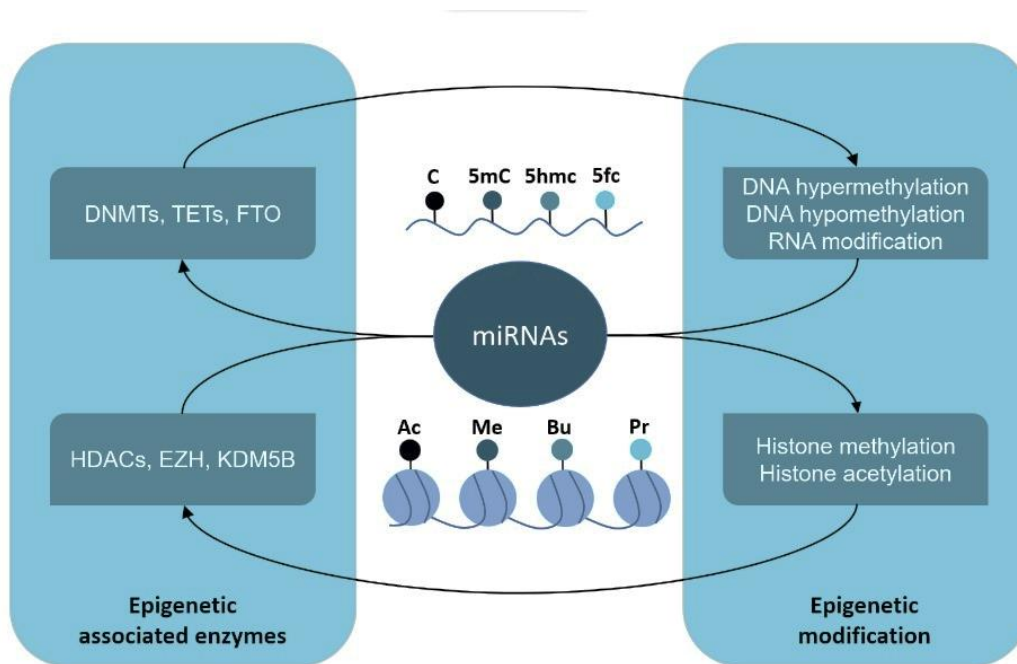 C 5mC 5hmc 5fc
DNMTs, TETs, FTO
DNA hypermethylation
DNA hypomethylation
RNA modification
miRNAs
Ac Me Bu Pr
HDACs, EZH, KDM5B
Histone methylation
Histone acetylation
Epigenetic
associated enzymes
Epigenetic
modification